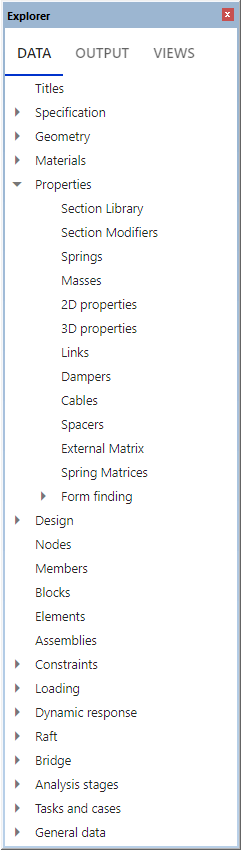 Explorer
DATA OUTPUT VIEWS
Titles
Specification
Geometry
Materials
Properties
Section Library
Section Modifiers
Springs
Masses
2D properties
3D properties
Links
Dampers
Cables
Spacers
External Matrix
Spring Matrices
Form finding
Design
Nodes
Members
Blocks
Elements
Assemblies
Constraints
Loading
Dynamic response
Raft
Bridge
Analysis stages
Tasks and cases
General data